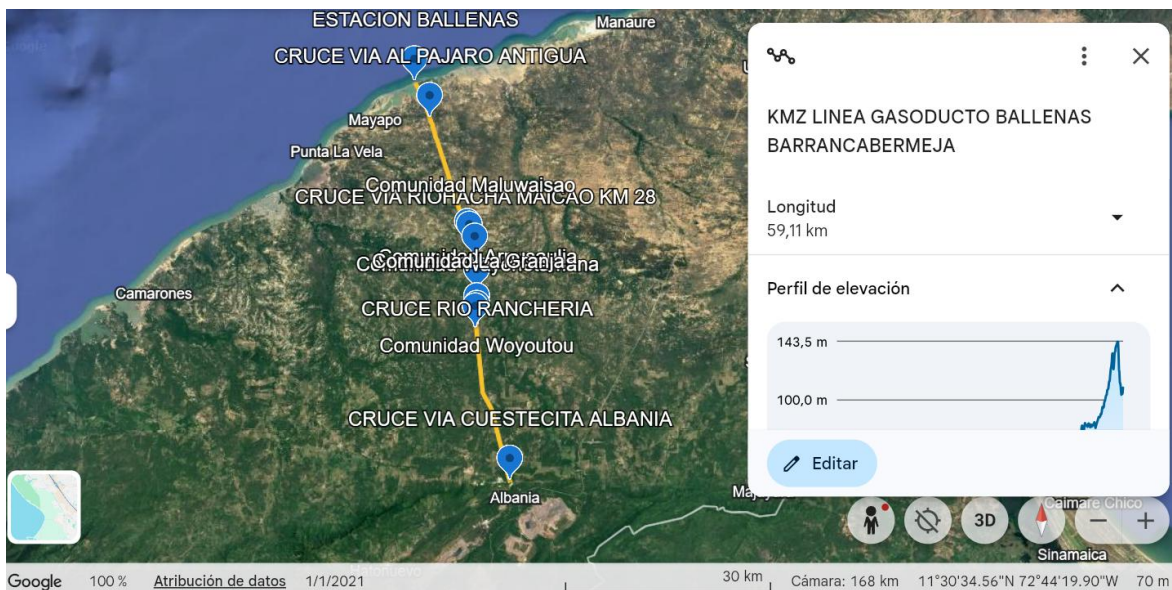 ESTACION BALLENAS
Manaure
CRUCE VIA AL PAJARO ANTIGUA
Mayapo
Punta La Vela
Comunidad Maluwaisao
CRUCE VIA RIOHACHA MAICAO KM 28
Camarones
CRUCE RIO RANCHERIA
Comunidad Woyoutou
CRUCE VIA CUESTECITA ALBANIA
Albania
KMZ LINEA GASODUCTO BALLENAS
BARRANCABERMEJA
Longitud
59,11 km
Perfil de elevación
143,5 m
100,0 m
Editar
Caimare Chico
3D
Sinamaica
Google
100 %
Atribución de datos
1/1/2021
30 km
Cámara: 168 km
11°30'34.56"N 72°44'19.90"W
70 m